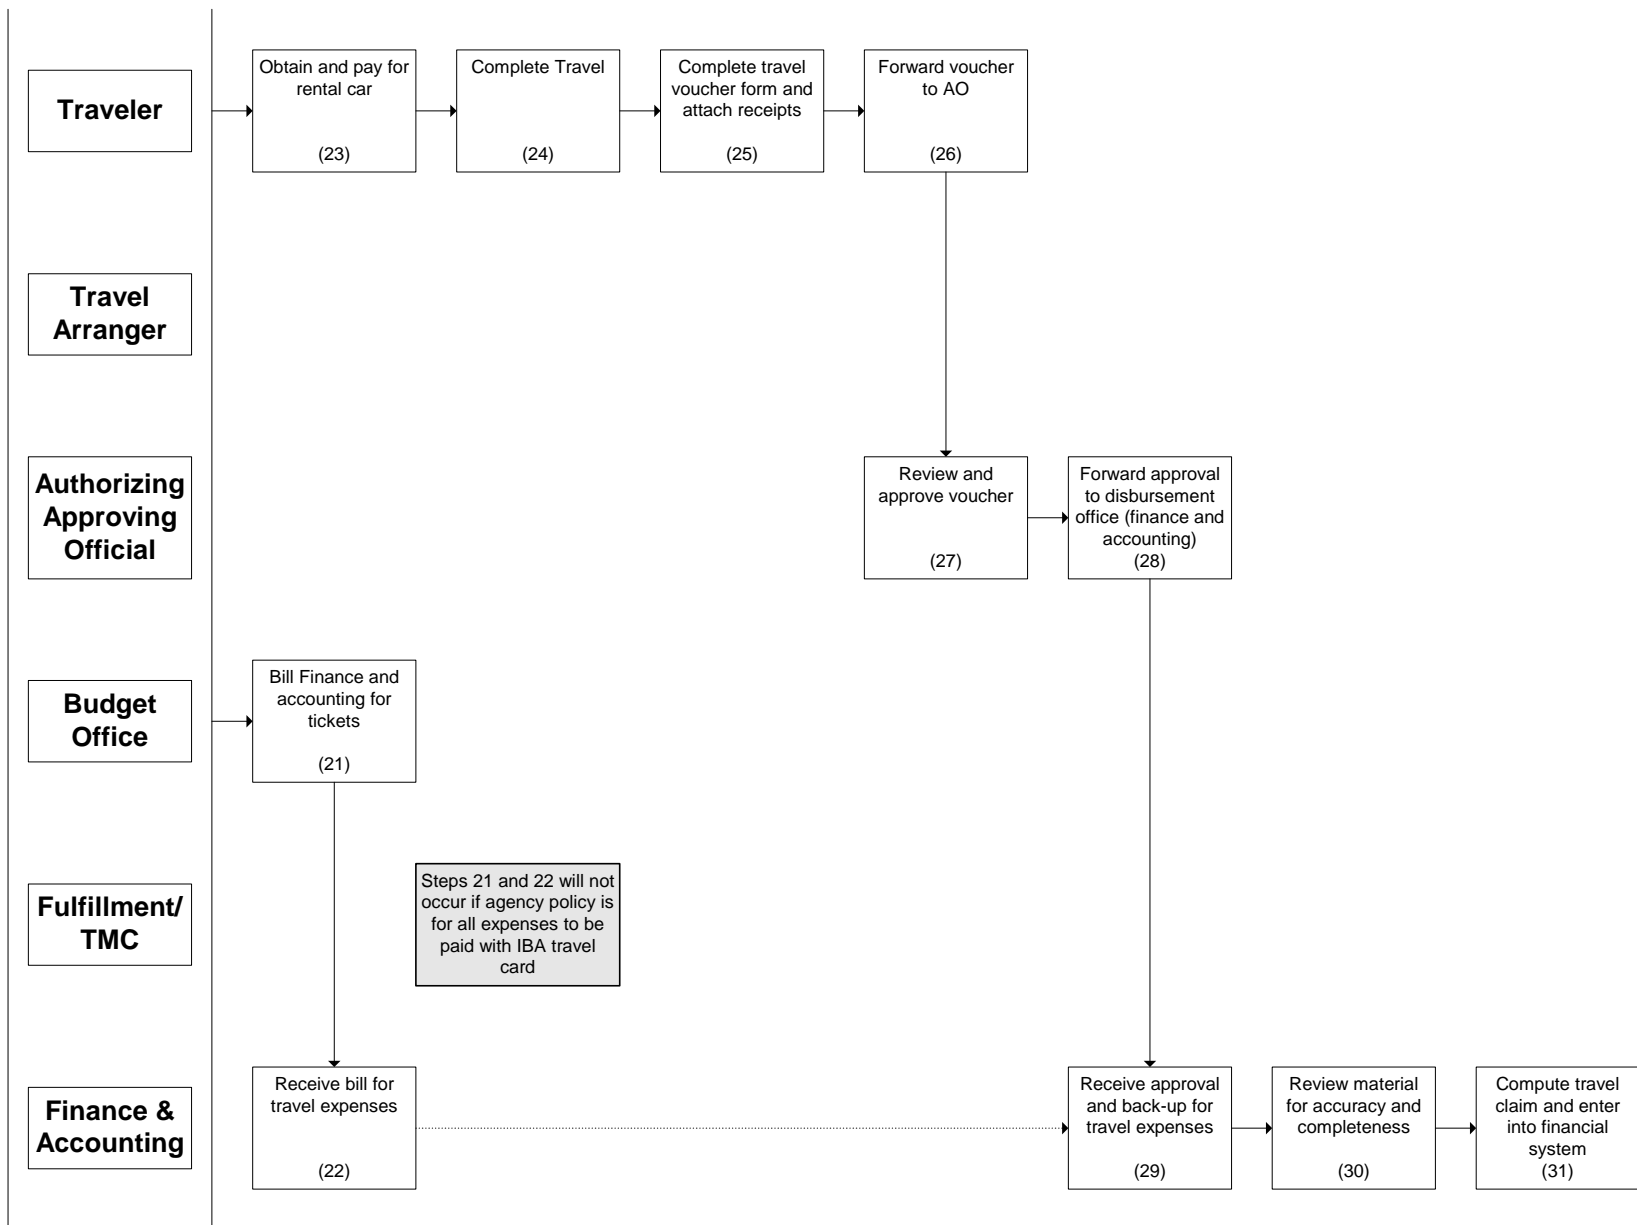 Traveler
Obtain and pay for
rental car
(23)
Complete Travel
(24)
Complete travel
voucher form and
attach receipts
(25)
Forward voucher
to AO
(26)
Travel
Arranger
Authorizing
Approving
Official
Review and
approve voucher
(27)
Forward approval
to disbursement
office (finance and
accounting)
(28)
Budget
Office
Bill Finance and
accounting for
tickets
(21)
Fulfillment/
TMC
Steps 21 and 22 will not
occur if agency policy is
for all expenses to be
paid with IBA travel
card
Finance &
Accounting
Receive bill for
travel expenses
(22)
Receive approval
and back-up for
travel expenses
(29)
Review material
for accuracy and
completeness
(30)
Compute travel
claim and enter
into financial
system
(31)